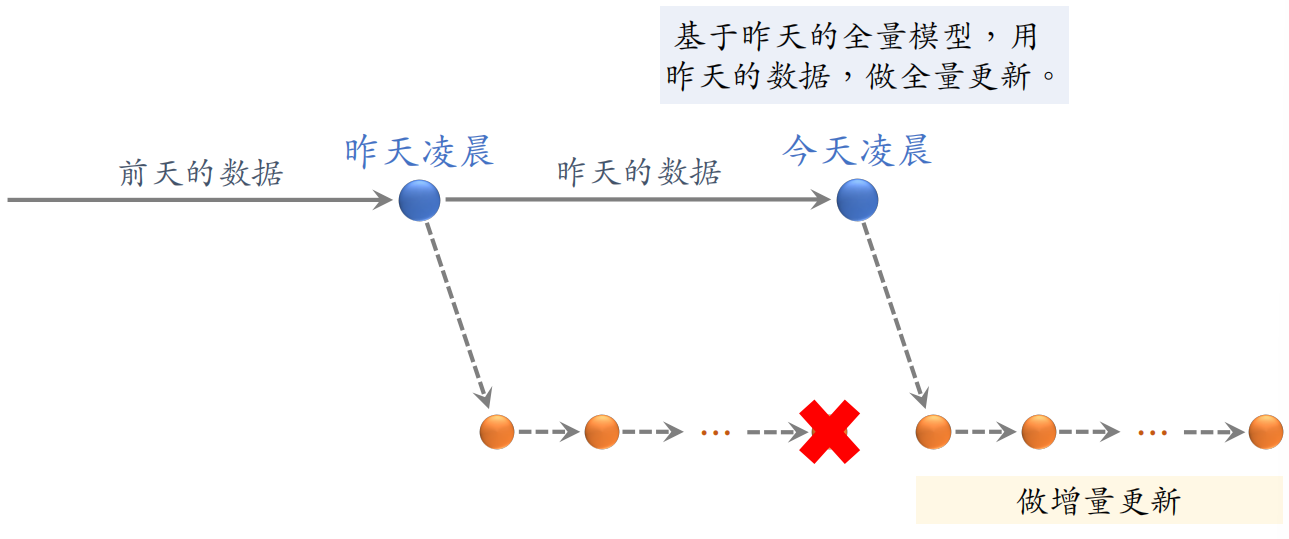 基于昨天的全量模型，用
昨天的数据，做全量更新。
前天的数据
昨天凌晨
昨天的数据
今天凌晨
...
...
做增量更新